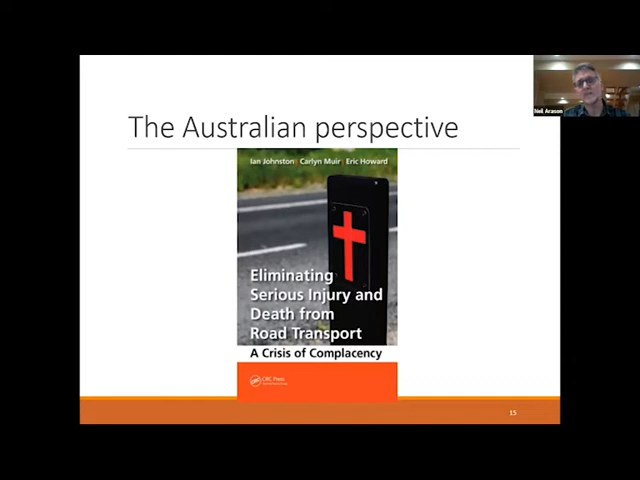 The Australian perspective
Neil Arason
Ian Johnston Carlyn Muir Eric Howard
Eliminating
Serious Injury and
Death from
Road Transport
A Crisis of Complacency
CRC Press
15